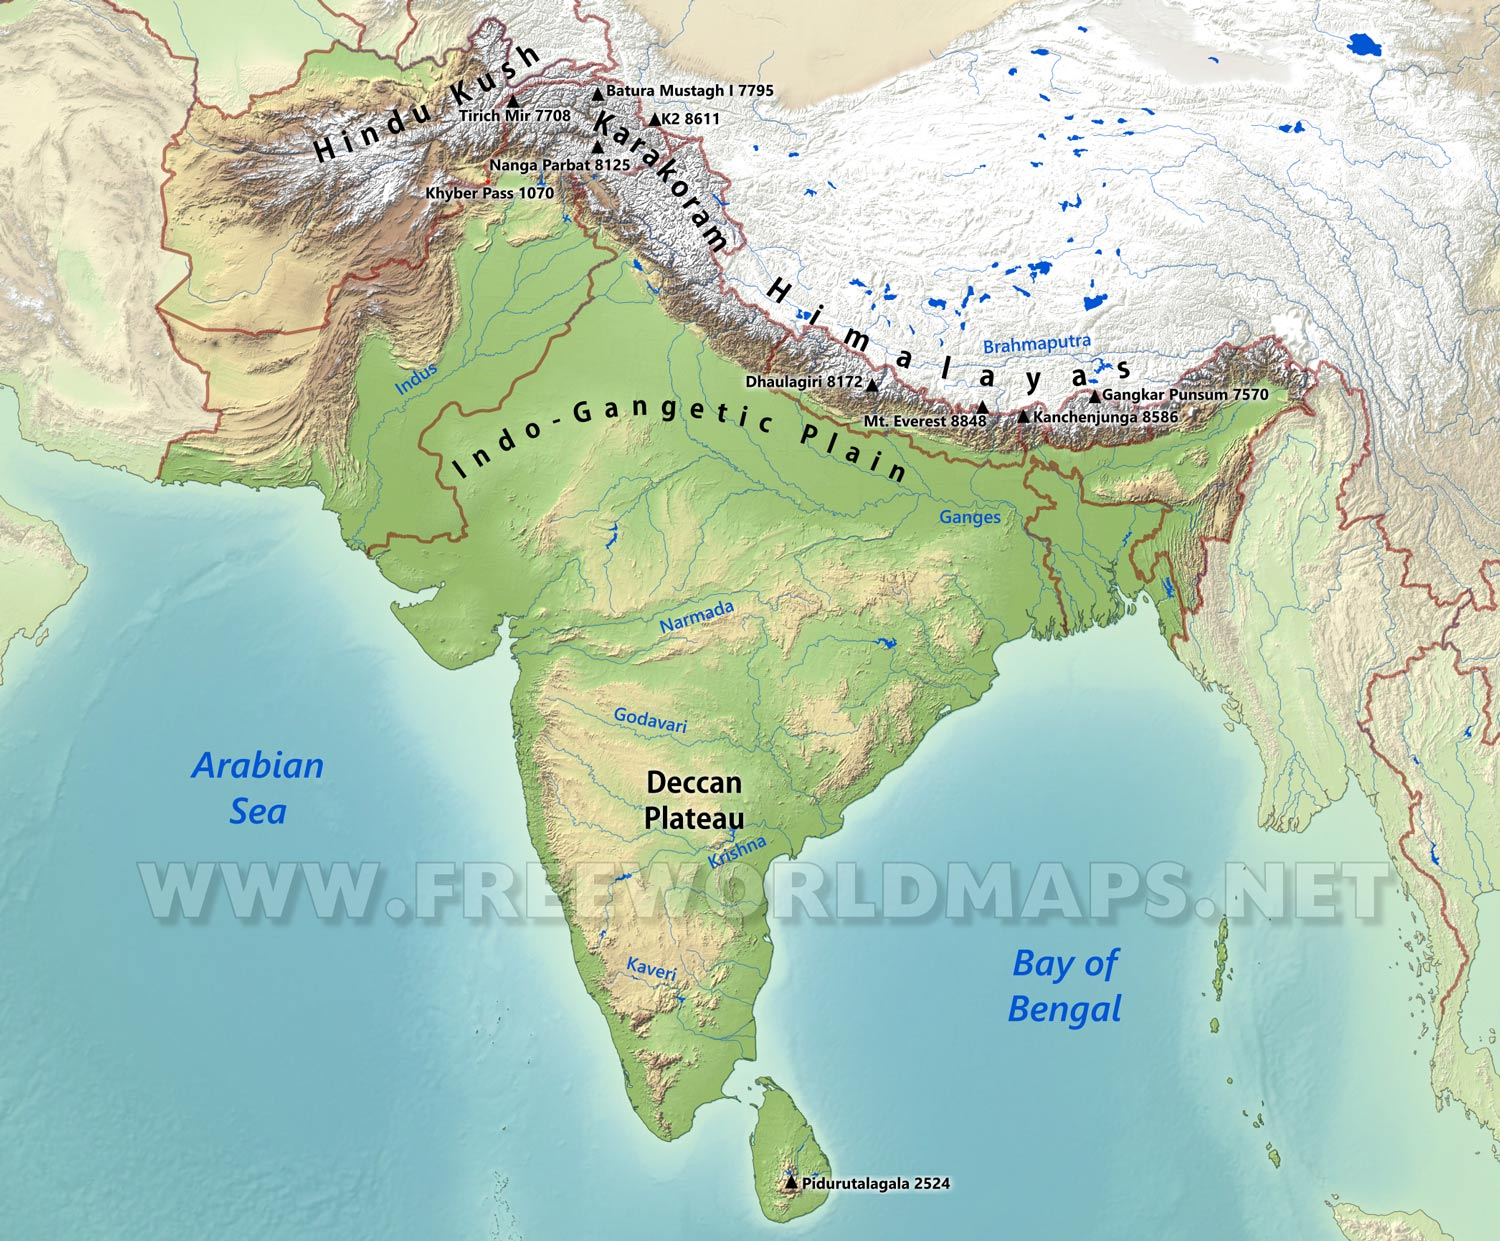 Hindu Kush
Batura Mustagh I 7795
Tirich Mir 7708
K2 8611
Karakoram
Nanga Parbat 8125
Khyber Pass 1070
Himalayas
Brahmaputra
Indus
Dhaulagiri 8172
Gangkar Punsum 7570
Mt. Everest 8848
Kanchenjunga 8586
Indo-Gangetic Plain
Ganges
Narmada
Godavari
Arabian
Sea
Deccan
Plateau
Krishna
WWW.FREEWORLDMAPS.NET
Kaveri
Bay of
Bengal
Pidurutalagala 2524